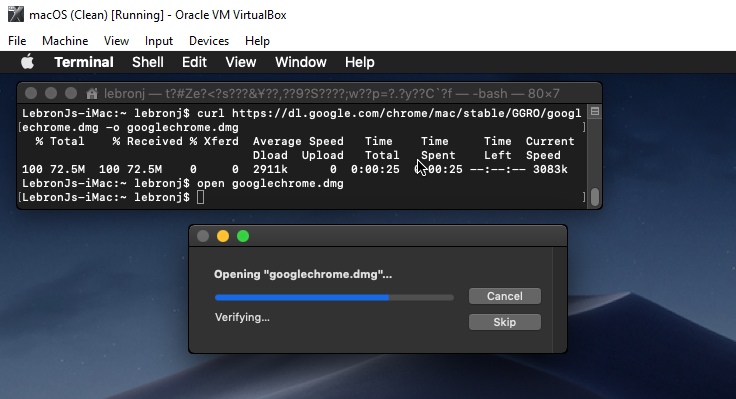 macOS (Clean) [Running] - Oracle VM VirtualBox
File Machine View Input Devices Help
Terminal Shell Edit View Window Help
lebronj — t?#Ze?<?s???&¥??,??9?S????;w??p=?.?y??C`?f — -bash — 80×7
LebronJs-iMac:~ lebronj$ curl https://dl.google.com/chrome/mac/stable/GGRO/googl
echrome.dmg -o googlechrome.dmg
% Total % Received % Xferd Average Speed Time Time Time Current
Dload Upload Total Spent Left Speed
100 72.5M 100 72.5M 0 0 2911k 0 0:00:25 0:00:25 --:--:-- 3083k
LebronJs-iMac:~ lebronj$ open googlechrome.dmg
LebronJs-iMac:~ lebronj$
Opening "googlechrome.dmg"...
Cancel
Verifying...
Skip